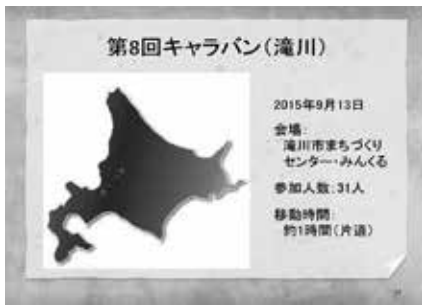 第8回キャラバン(滝川)
2015年9月13日
会場:
滝川市まちづくり
センター・みんくる
参加人数:31人
移動時間:
約1時間(片道)